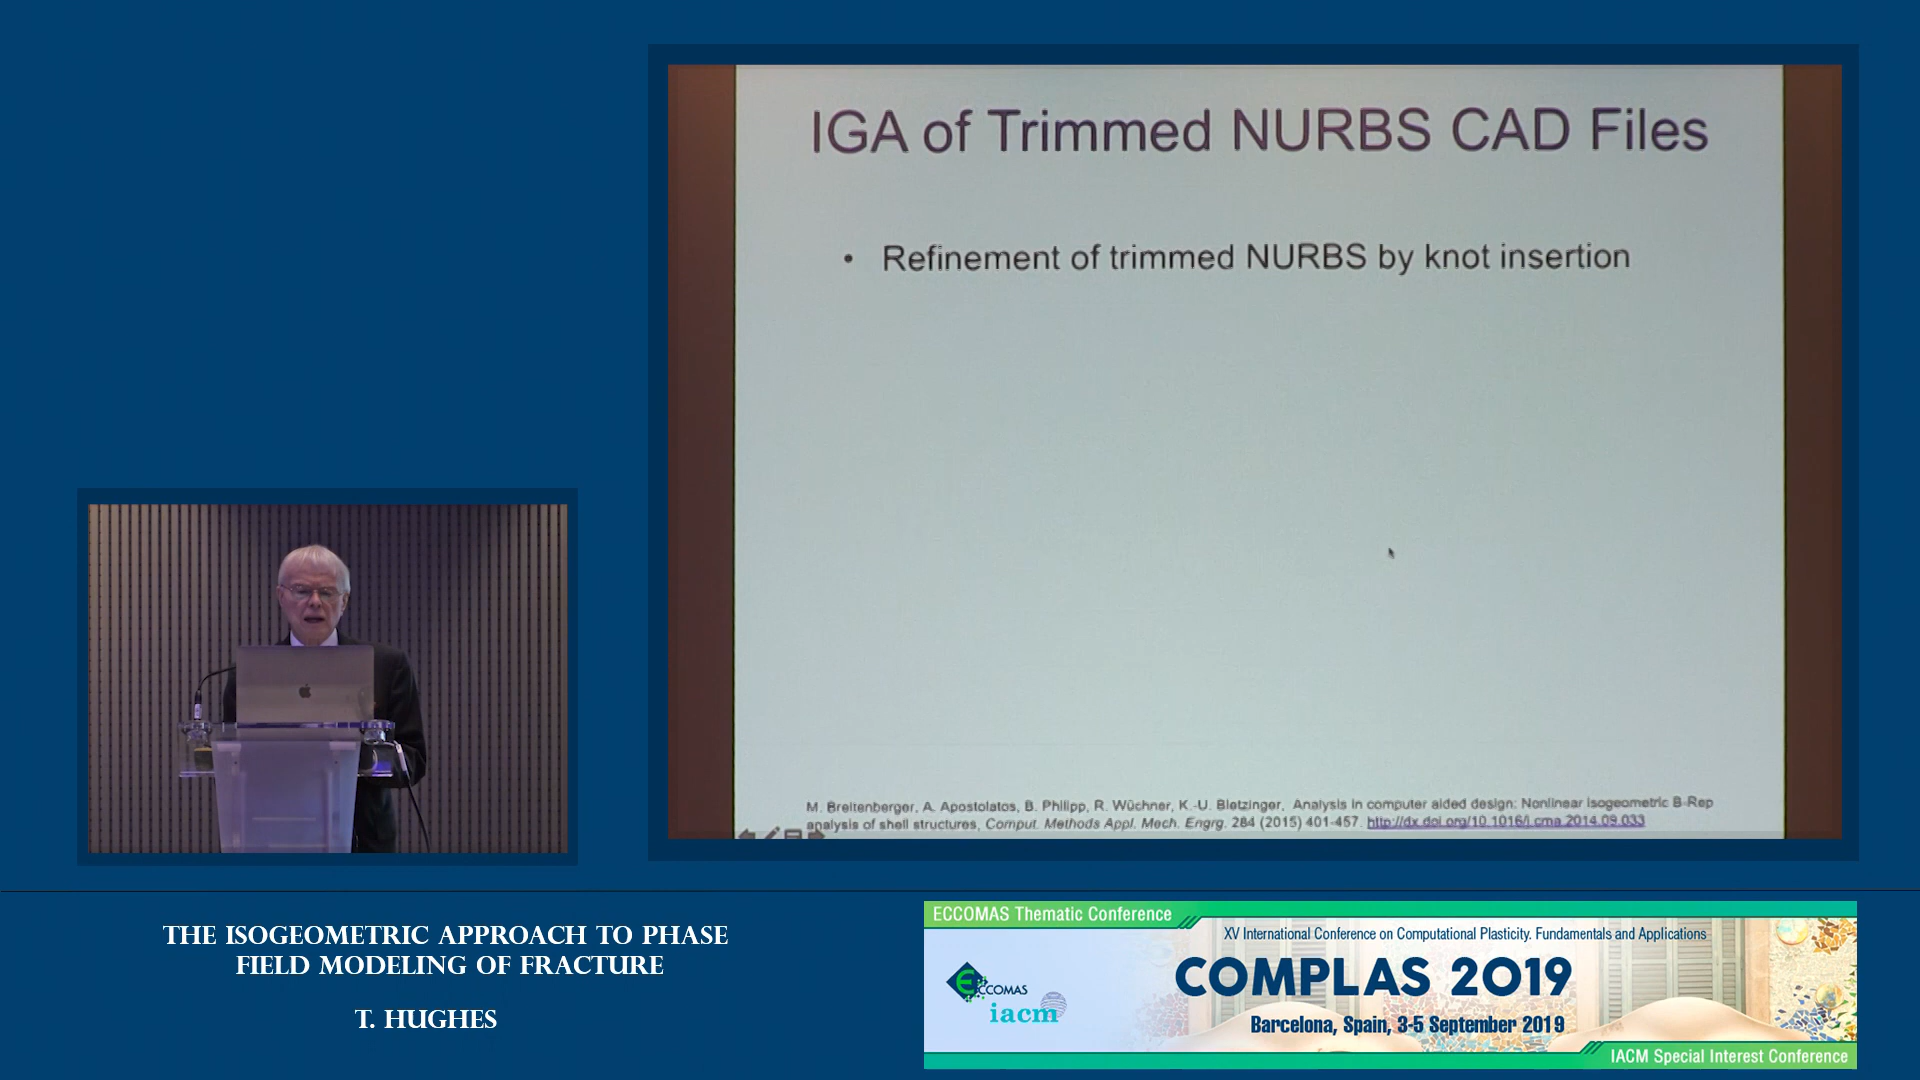 IGA of Trimmed NURBS CAD Files
• Refinement of trimmed NURBS by knot insertion
M. Breitenberger, A. Apostolatos, B. Philipp, R. Wüchner, K.-U. Bletzinger, Analysis in computer aided design: Nonlinear isogeometric B-Rep
analysis of shell structures, Comput. Methods Appl. Mech. Engrg. 284 (2015) 401-457. http://dx.doi.org/10.1016/j.cma.2014.09.033
THE ISOGEOMETRIC APPROACH TO PHASE
FIELD MODELING OF FRACTURE
T. HUGHES
ECCOMAS Thematic Conference
XV International Conference on Computational Plasticity. Fundamentals and Applications
ECCOMAS
iacm
COMPLAS 2019
Barcelona, Spain, 3-5 September 2019
IACM Special Interest Conference